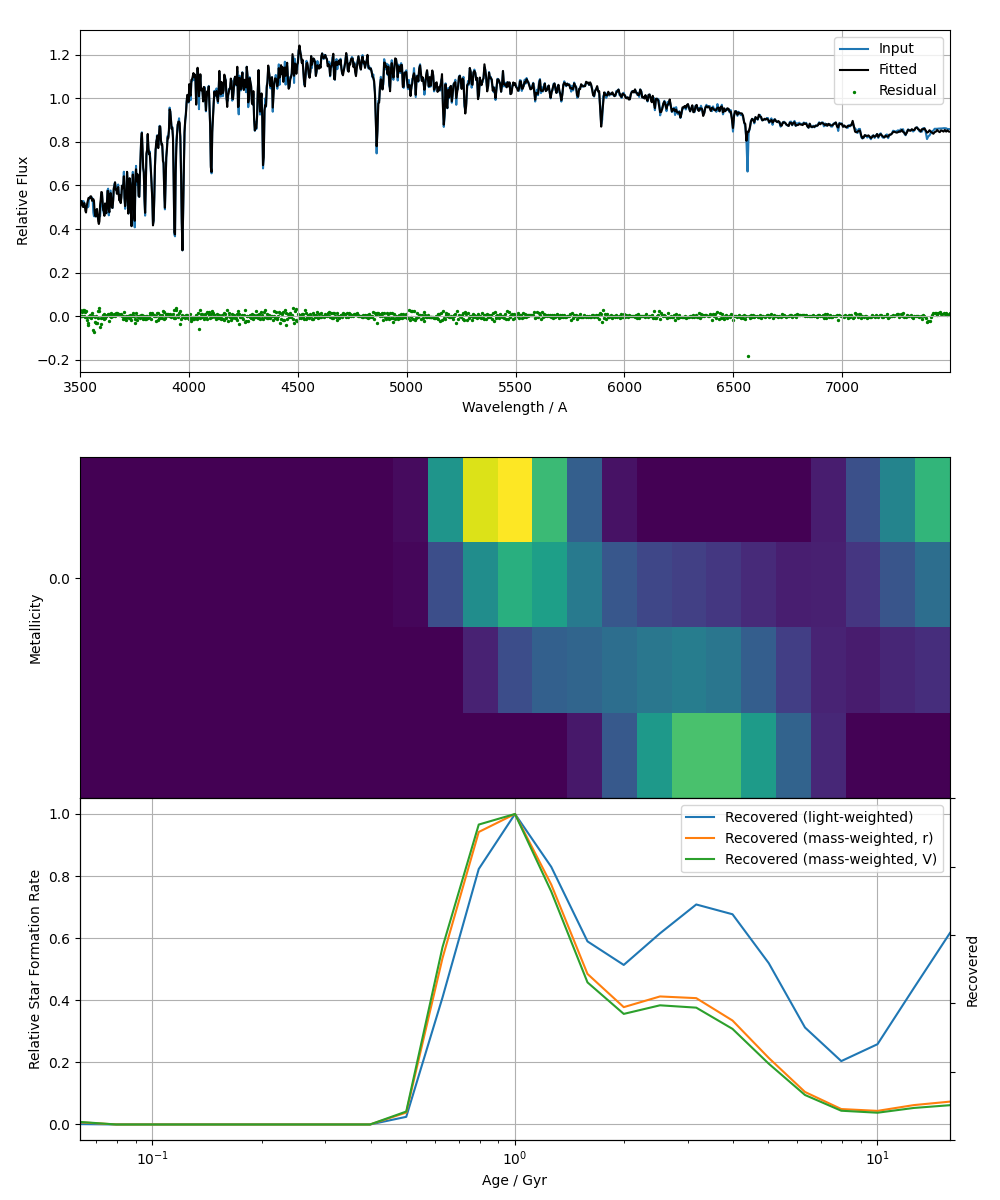 1.2
1.0
0.8
0.6
0.4
0.2
0.0
−0.2
Relative Flux
Input
Fitted
Residual
3500
4000
4500
5000
5500
6000
6500
7000
Wavelength / A
0.0
Metallicity
1.0
0.8
0.6
0.4
0.2
0.0
Relative Star Formation Rate
Recovered (light-weighted)
Recovered (mass-weighted, r)
Recovered (mass-weighted, V)
Recovered
10⁻¹
10⁰
10¹
Age / Gyr